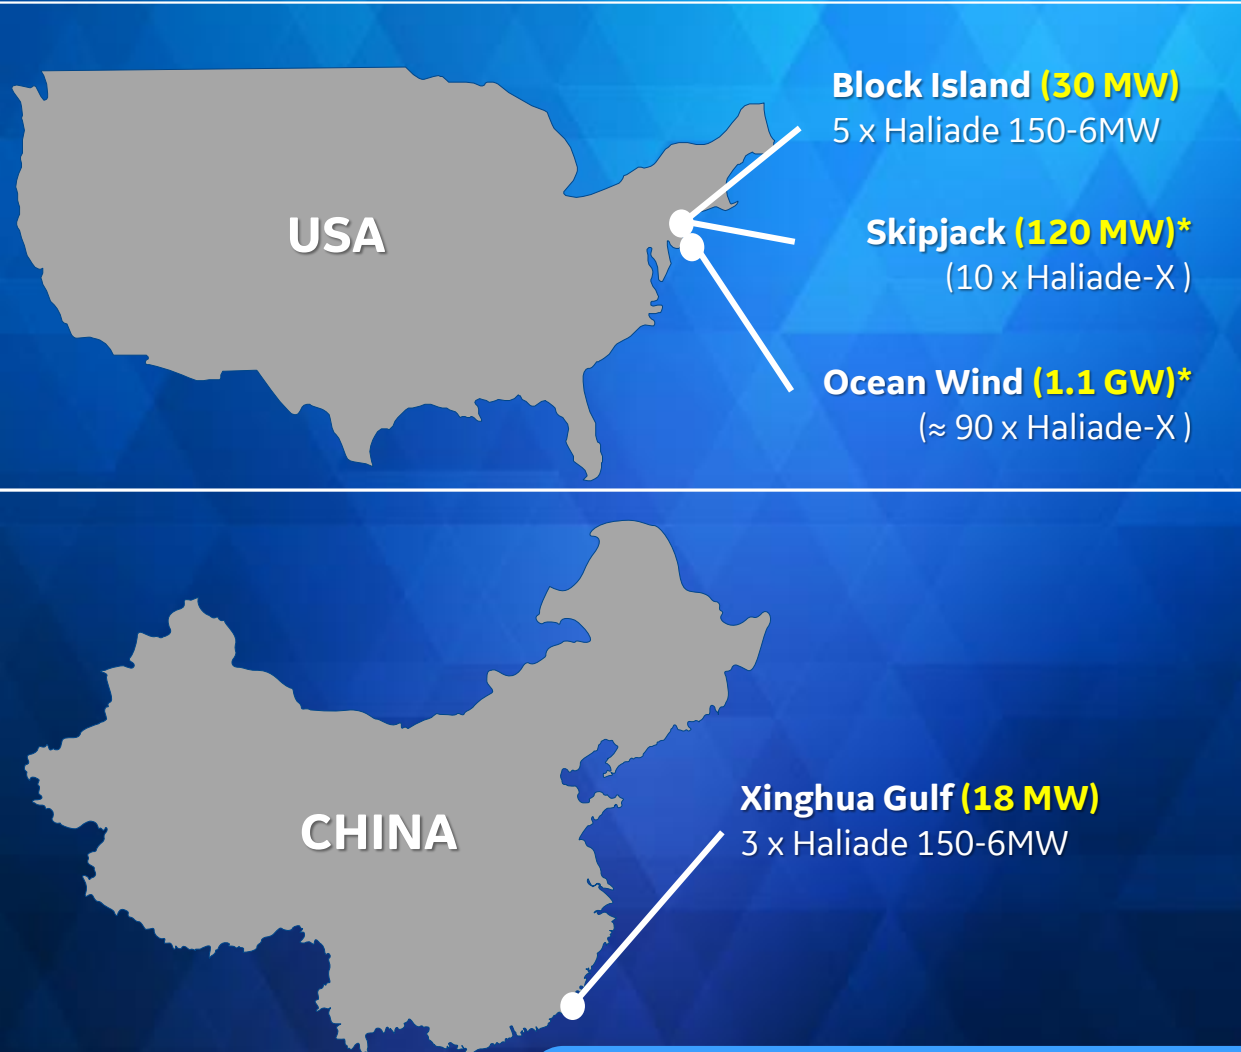 USA
Block Island (30 MW)
5 x Haliade 150-6MW
Skipjack (120 MW)*
(10 x Haliade-X )
Ocean Wind (1.1 GW)*
(≈ 90 x Haliade-X )
CHINA
Xinghua Gulf (18 MW)
3 x Haliade 150-6MW